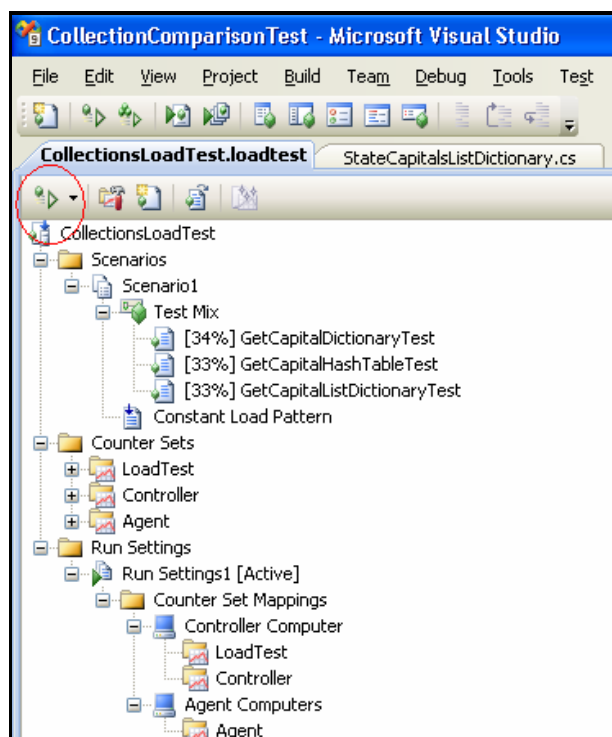 CollectionComparisonTest - Microsoft Visual Studio
File Edit View Project Build Team Debug Tools Test
CollectionsLoadTest.loadtest StateCapitalsListDictionary.cs
CollectionsLoadTest
Scenarios
Scenario1
Test Mix
[34%] GetCapitalDictionaryTest
[33%] GetCapitalHashTableTest
[33%] GetCapitalListDictionaryTest
Constant Load Pattern
Counter Sets
LoadTest
Controller
Agent
Run Settings
Run Settings1 [Active]
Counter Set Mappings
Controller Computer
LoadTest
Controller
Agent Computers
Agent